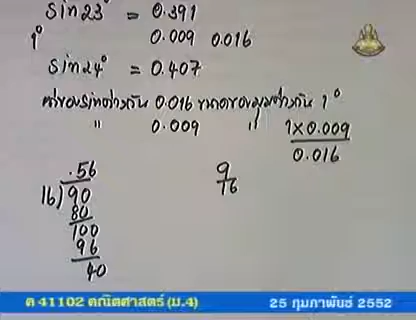 sin23° = 0.391
1° 0.009 0.016
sin24° = 0.407
ค่าของsinต่างกัน 0.016 ขนาดของมุมต่างกัน 1°
" 0.009 " 1×0.009
0.016
.56
16)90
80
100
96
40
9
16
ค 41102 คณิตศาสตร์ (ม.4) 25 กุมภาพันธ์ 2552